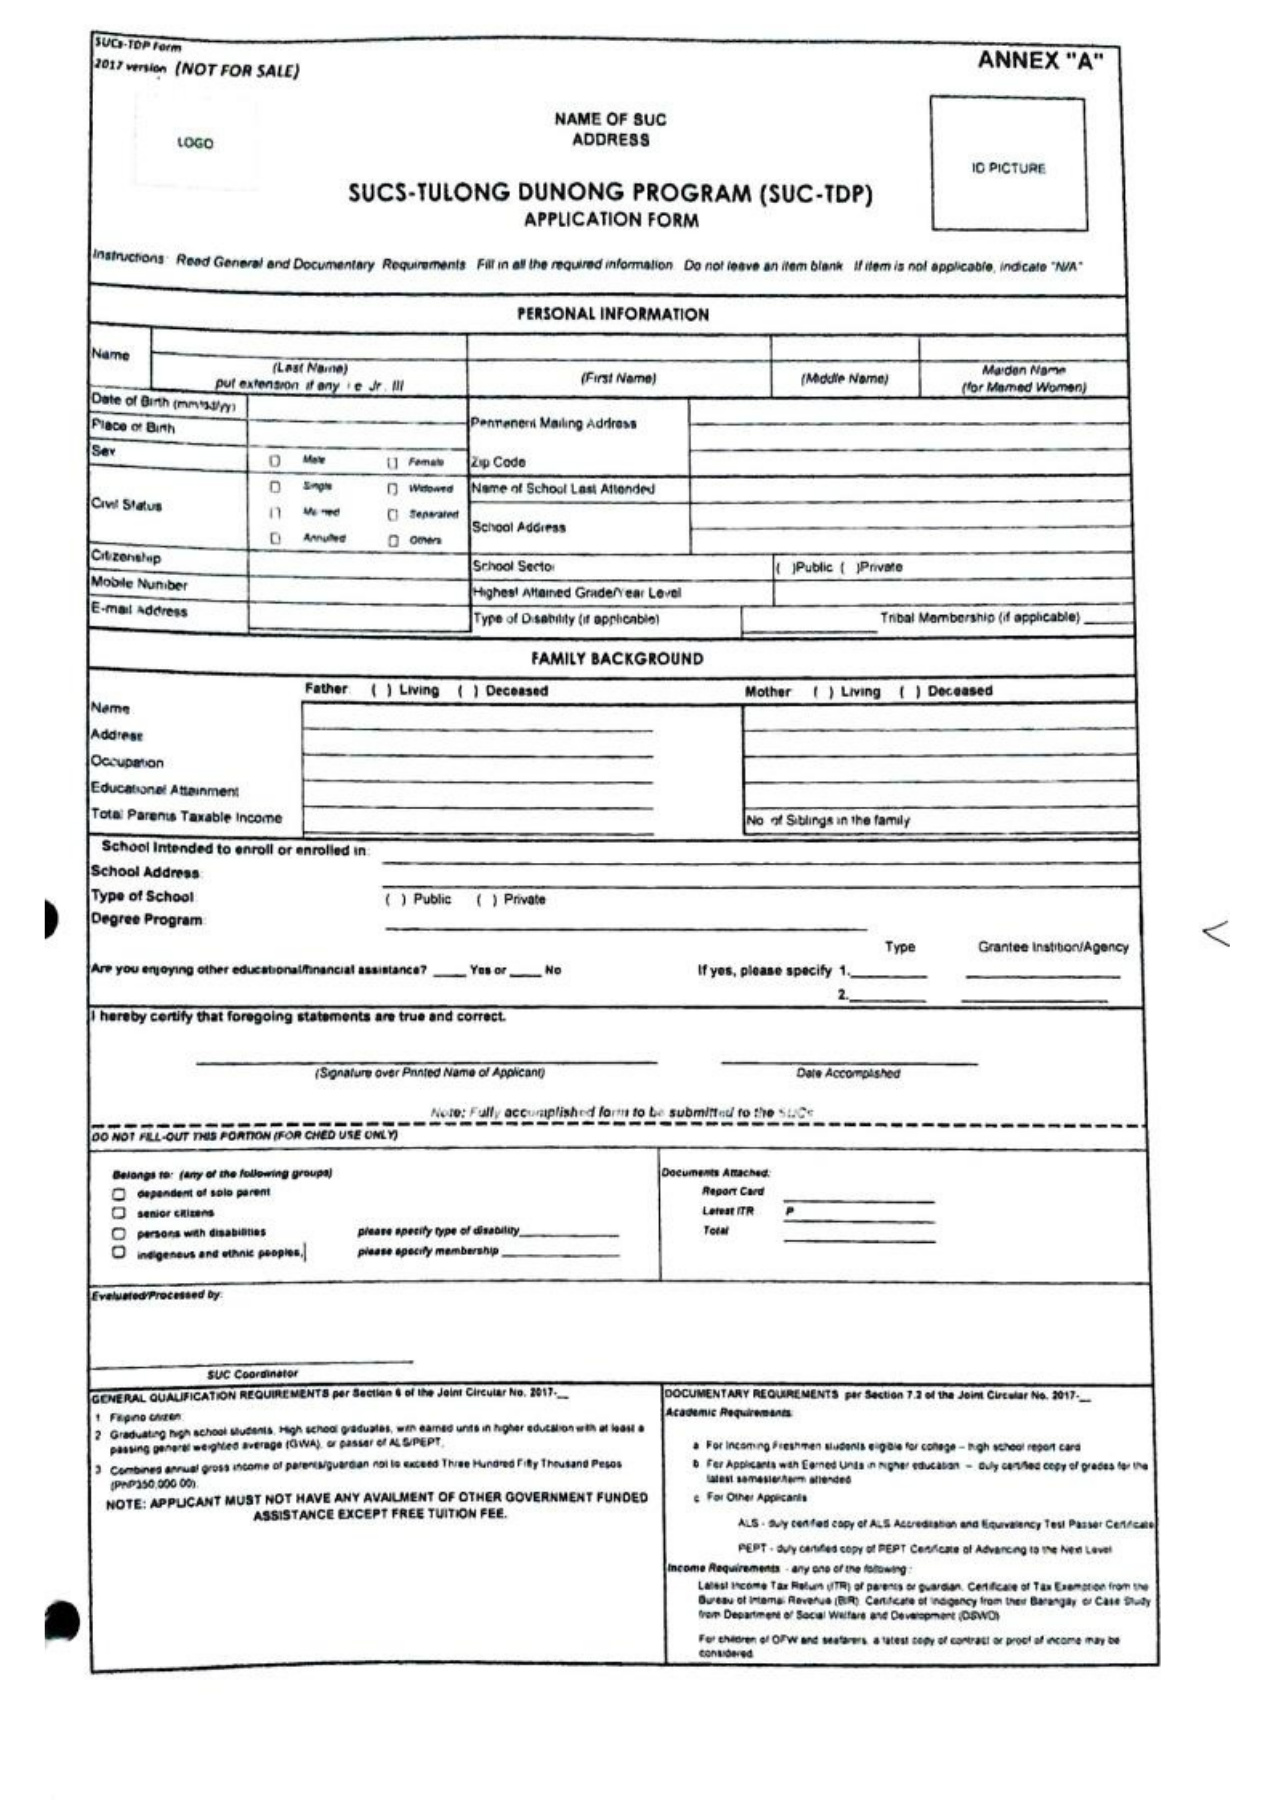 SUCs-TDP Form
2017 version (NOT FOR SALE)
ANNEX "A"
LOGO
NAME OF SUC
ADDRESS
ID PICTURE
SUCS-TULONG DUNONG PROGRAM (SUC-TDP)
APPLICATION FORM
Instructions: Read General and Documentary Requirements Fill in all the required information Do not leave an item blank If item is not applicable, indicate "N/A"
PERSONAL INFORMATION
Name
(Last Name)
put extension if any i e Jr. III
(First Name)
(Middle Name)
Maiden Name
(for Married Women)
Date of Birth (mm/dd/yy)
Place of Birth
Permanent Mailing Address
Sex
Male
Female
Zip Code
Civil Status
Single
Widowed
Married
Separated
Annulled
Others
Name of School Last Attended
School Address
Citizenship
School Sector
( )Public ( )Private
Mobile Number
Highest Attained Grade/Year Level
E-mail Address
Type of Disability (if applicable)
Tribal Membership (if applicable) ____
FAMILY BACKGROUND
Father ( ) Living ( ) Deceased
Mother ( ) Living ( ) Deceased
Name
Address
Occupation
Educational Attainment
Total Parents Taxable Income
No of Siblings in the family
School Intended to enroll or enrolled in:
School Address
Type of School
( ) Public ( ) Private
Degree Program
Type
Grantee Instition/Agency
Are you enjoying other educational/financial assistance? ____ Yes or ____ No
If yes, please specify 1.________
2.________
I hereby certify that foregoing statements are true and correct.
(Signature over Printed Name of Applicant)
Date Accomplished
Note: Fully accomplished form to be submitted to the SUCs
DO NOT FILL-OUT THIS PORTION (FOR CHED USE ONLY)
Belongs to: (any of the following groups)
dependent of solo parent
senior citizens
persons with disabilities please specify type of disability________
indigenous and ethnic peoples, please specify membership________
Documents Attached:
Report Card
Latest ITR P
Total
Evaluated/Processed by:
SUC Coordinator
GENERAL QUALIFICATION REQUIREMENTS per Section 6 of the Joint Circular No. 2017-__
1 Filipino citizen
2 Graduating high school students, High school graduates, with earned units in higher education with at least a
passing general weighted average (GWA), or passer of ALS/PEPT,
3 Combined annual gross income of parents/guardian not to exceed Three Hundred Fifty Thousand Pesos
(PhP350,000 00)
NOTE: APPLICANT MUST NOT HAVE ANY AVAILMENT OF OTHER GOVERNMENT FUNDED
ASSISTANCE EXCEPT FREE TUITION FEE.
DOCUMENTARY REQUIREMENTS per Section 7.2 of the Joint Circular No. 2017-__
Academic Requirements
a For Incoming Freshmen students eligible for college – high school report card
b For Applicants with Earned Units in higher education – duly certified copy of grades for the
latest semester/term attended
c For Other Applicants
ALS - duly certified copy of ALS Accreditation and Equivalency Test Passer Certificate
PEPT - duly certified copy of PEPT Certificate of Advancing to the Next Level
Income Requirements - any one of the following :
Latest Income Tax Return (ITR) of parents or guardian, Certificate of Tax Exemption from the
Bureau of Internal Revenue (BIR) Certificate of Indigency from their Barangay or Case Study
from Department of Social Welfare and Development (DSWD)
For children of OFW and seafarers, a latest copy of contract or proof of income may be
considered